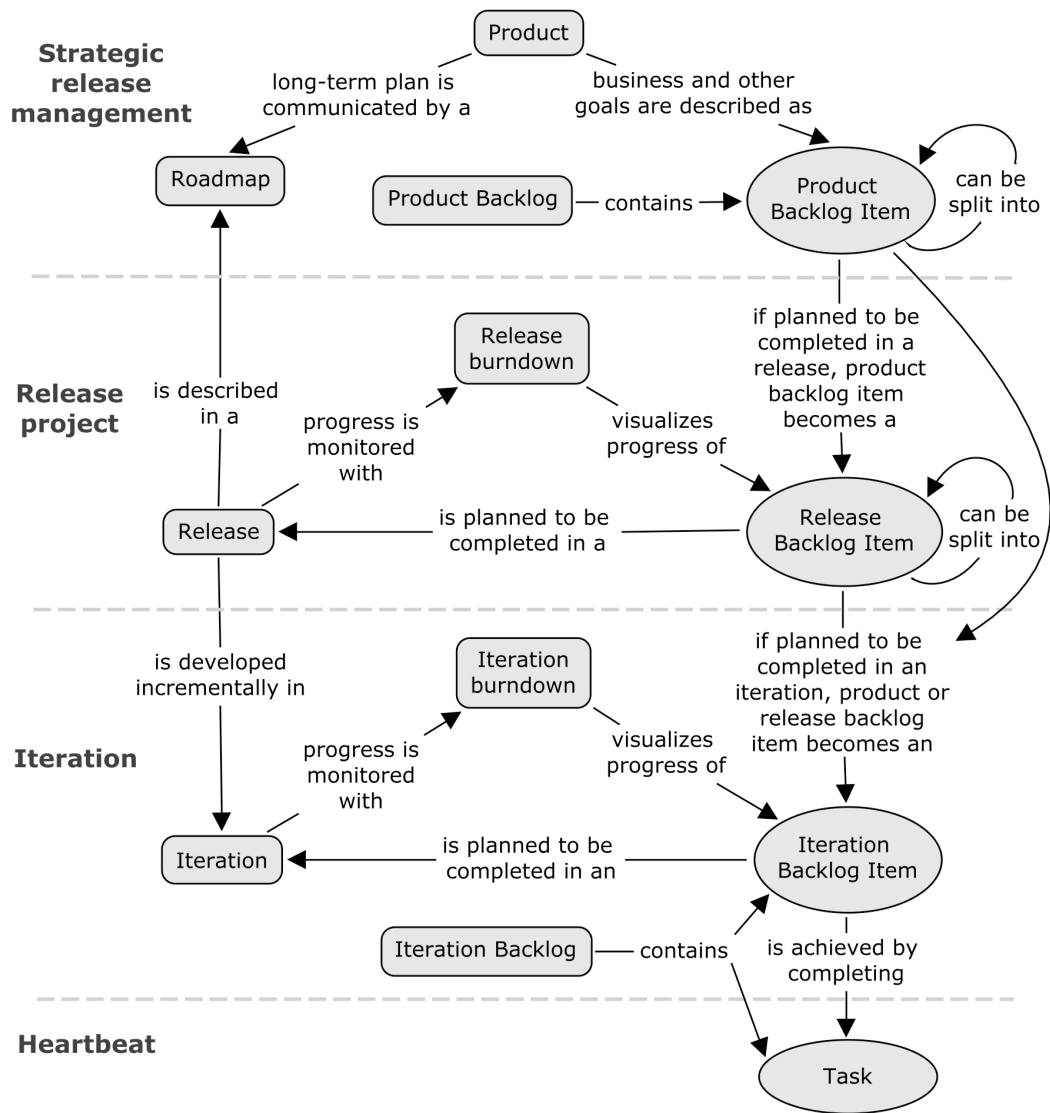 Strategic
release
management
Product
long-term plan is
communicated by a
business and other
goals are described as
Roadmap
Product Backlog
contains
Product
Backlog Item
can be
split into
Release
project
is described
in a
Release
burndown
progress is
monitored
with
visualizes
progress of
if planned to be
completed in a
release, product
backlog item
becomes a
Release
is planned to be
completed in a
Release
Backlog Item
can be
split into
Iteration
is developed
incrementally in
Iteration
burndown
progress is
monitored
with
visualizes
progress of
if planned to be
completed in an
iteration, product or
release backlog
item becomes an
Iteration
is planned to be
completed in an
Iteration
Backlog Item
Iteration Backlog
contains
is achieved by
completing
Heartbeat
Task